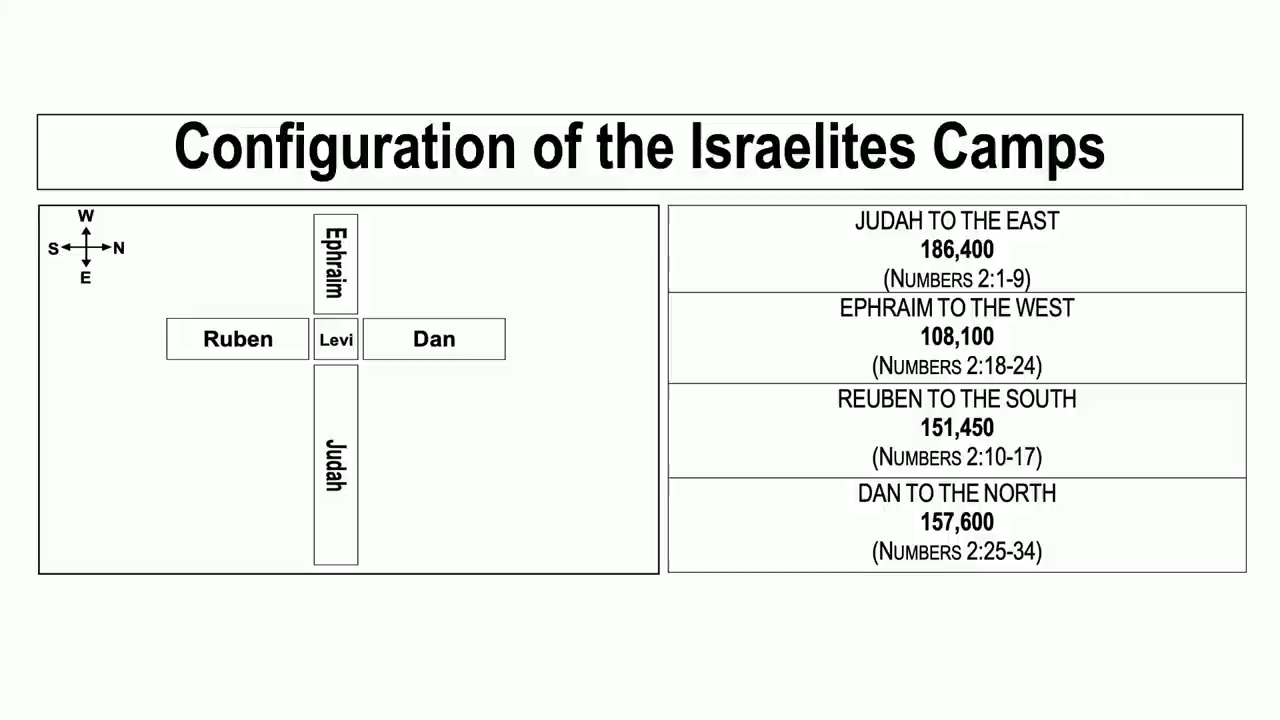 Configuration of the Israelites Camps
W
S N
E
Ephraim
Ruben Levi Dan
Judah
JUDAH TO THE EAST
186,400
(NUMBERS 2:1-9)
EPHRAIM TO THE WEST
108,100
(NUMBERS 2:18-24)
REUBEN TO THE SOUTH
151,450
(NUMBERS 2:10-17)
DAN TO THE NORTH
157,600
(NUMBERS 2:25-34)